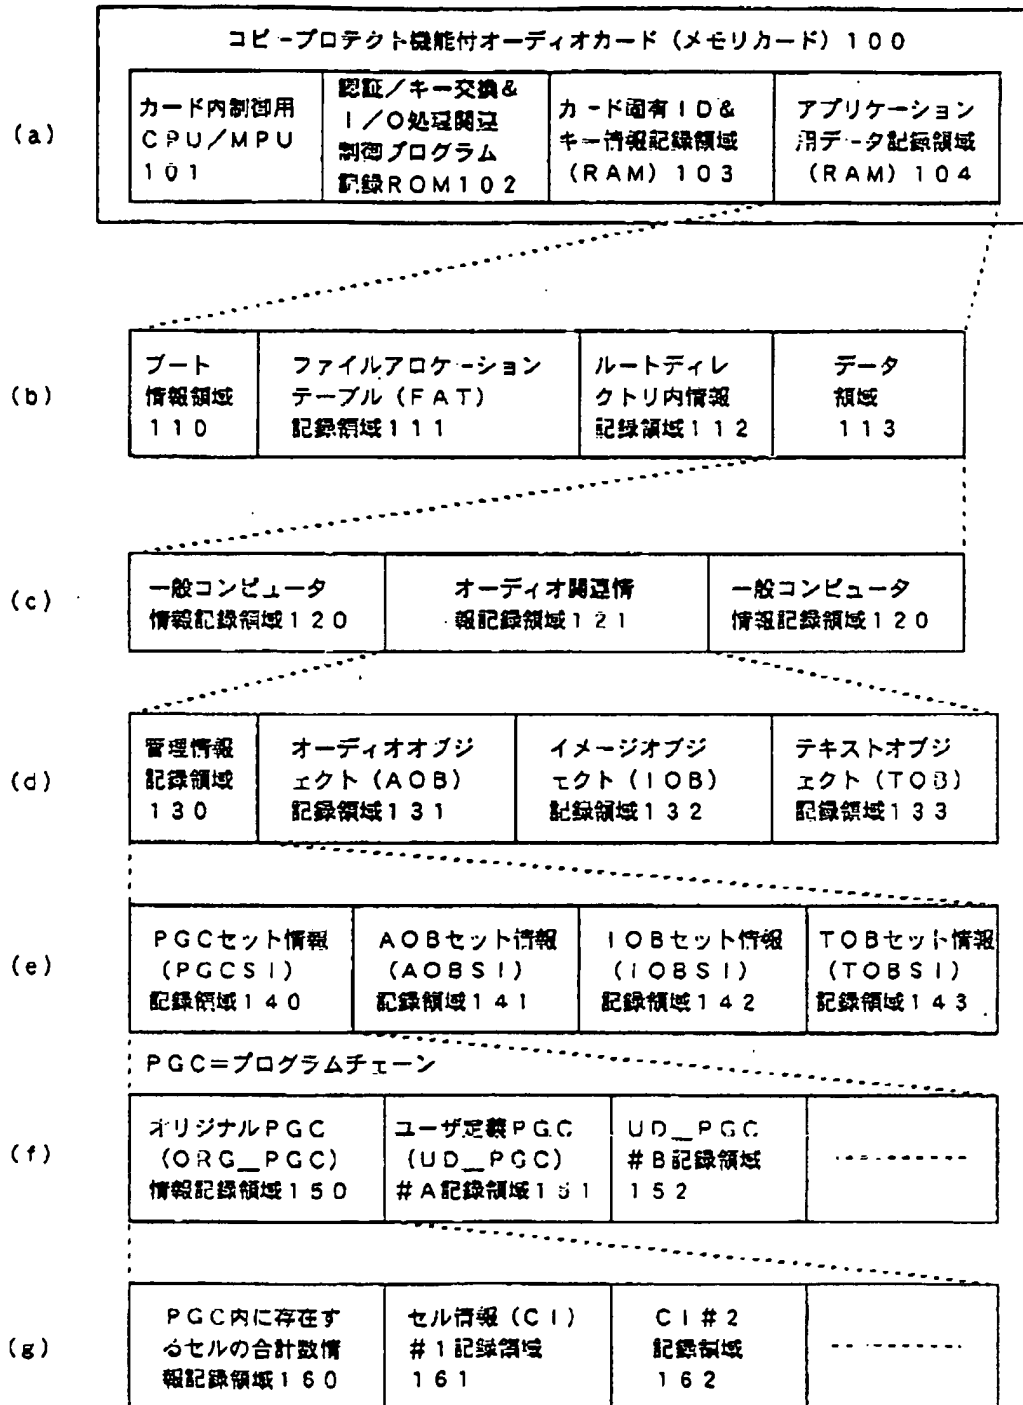 コピープロテクト機能付オーディオカード（メモリカード）１００
(a)
カード内制御用
ＣＰＵ／ＭＰＵ
１０１
認証／キー交換＆
Ｉ／Ｏ処理関連
制御プログラム
記録ＲＯＭ１０２
カード固有ＩＤ＆
キー情報記録領域
（ＲＡＭ）１０３
アプリケーション
用データ記録領域
（ＲＡＭ）１０４
(b)
ブート
情報領域
１１０
ファイルアロケーション
テーブル（ＦＡＴ）
記録領域１１１
ルートディレ
クトリ内情報
記録領域１１２
データ
領域
１１３
(c)
一般コンピュータ
情報記録領域１２０
オーディオ関連情
報記録領域１２１
一般コンピュータ
情報記録領域１２０
(d)
管理情報
記録領域
１３０
オーディオオブジ
ェクト（ＡＯＢ）
記録領域１３１
イメージオブジ
ェクト（ＩＯＢ）
記録領域１３２
テキストオブジ
ェクト（ＴＯＢ）
記録領域１３３
(e)
ＰＧＣセット情報
（ＰＧＣＳＩ）
記録領域１４０
ＡＯＢセット情報
（ＡＯＢＳＩ）
記録領域１４１
ＩＯＢセット情報
（ＩＯＢＳＩ）
記録領域１４２
ＴＯＢセット情報
（ＴＯＢＳＩ）
記録領域１４３
ＰＧＣ＝プログラムチェーン
(f)
オリジナルＰＧＣ
（ＯＲＧ＿ＰＧＣ）
情報記録領域１５０
ユーザ定義ＰＧＣ
（ＵＤ＿ＰＧＣ）
＃Ａ記録領域１５１
ＵＤ＿ＰＧＣ
＃Ｂ記録領域
１５２
(g)
ＰＧＣ内に存在す
るセルの合計数情
報記録領域１６０
セル情報（ＣＩ）
＃１記録領域
１６１
ＣＩ＃２
記録領域
１６２